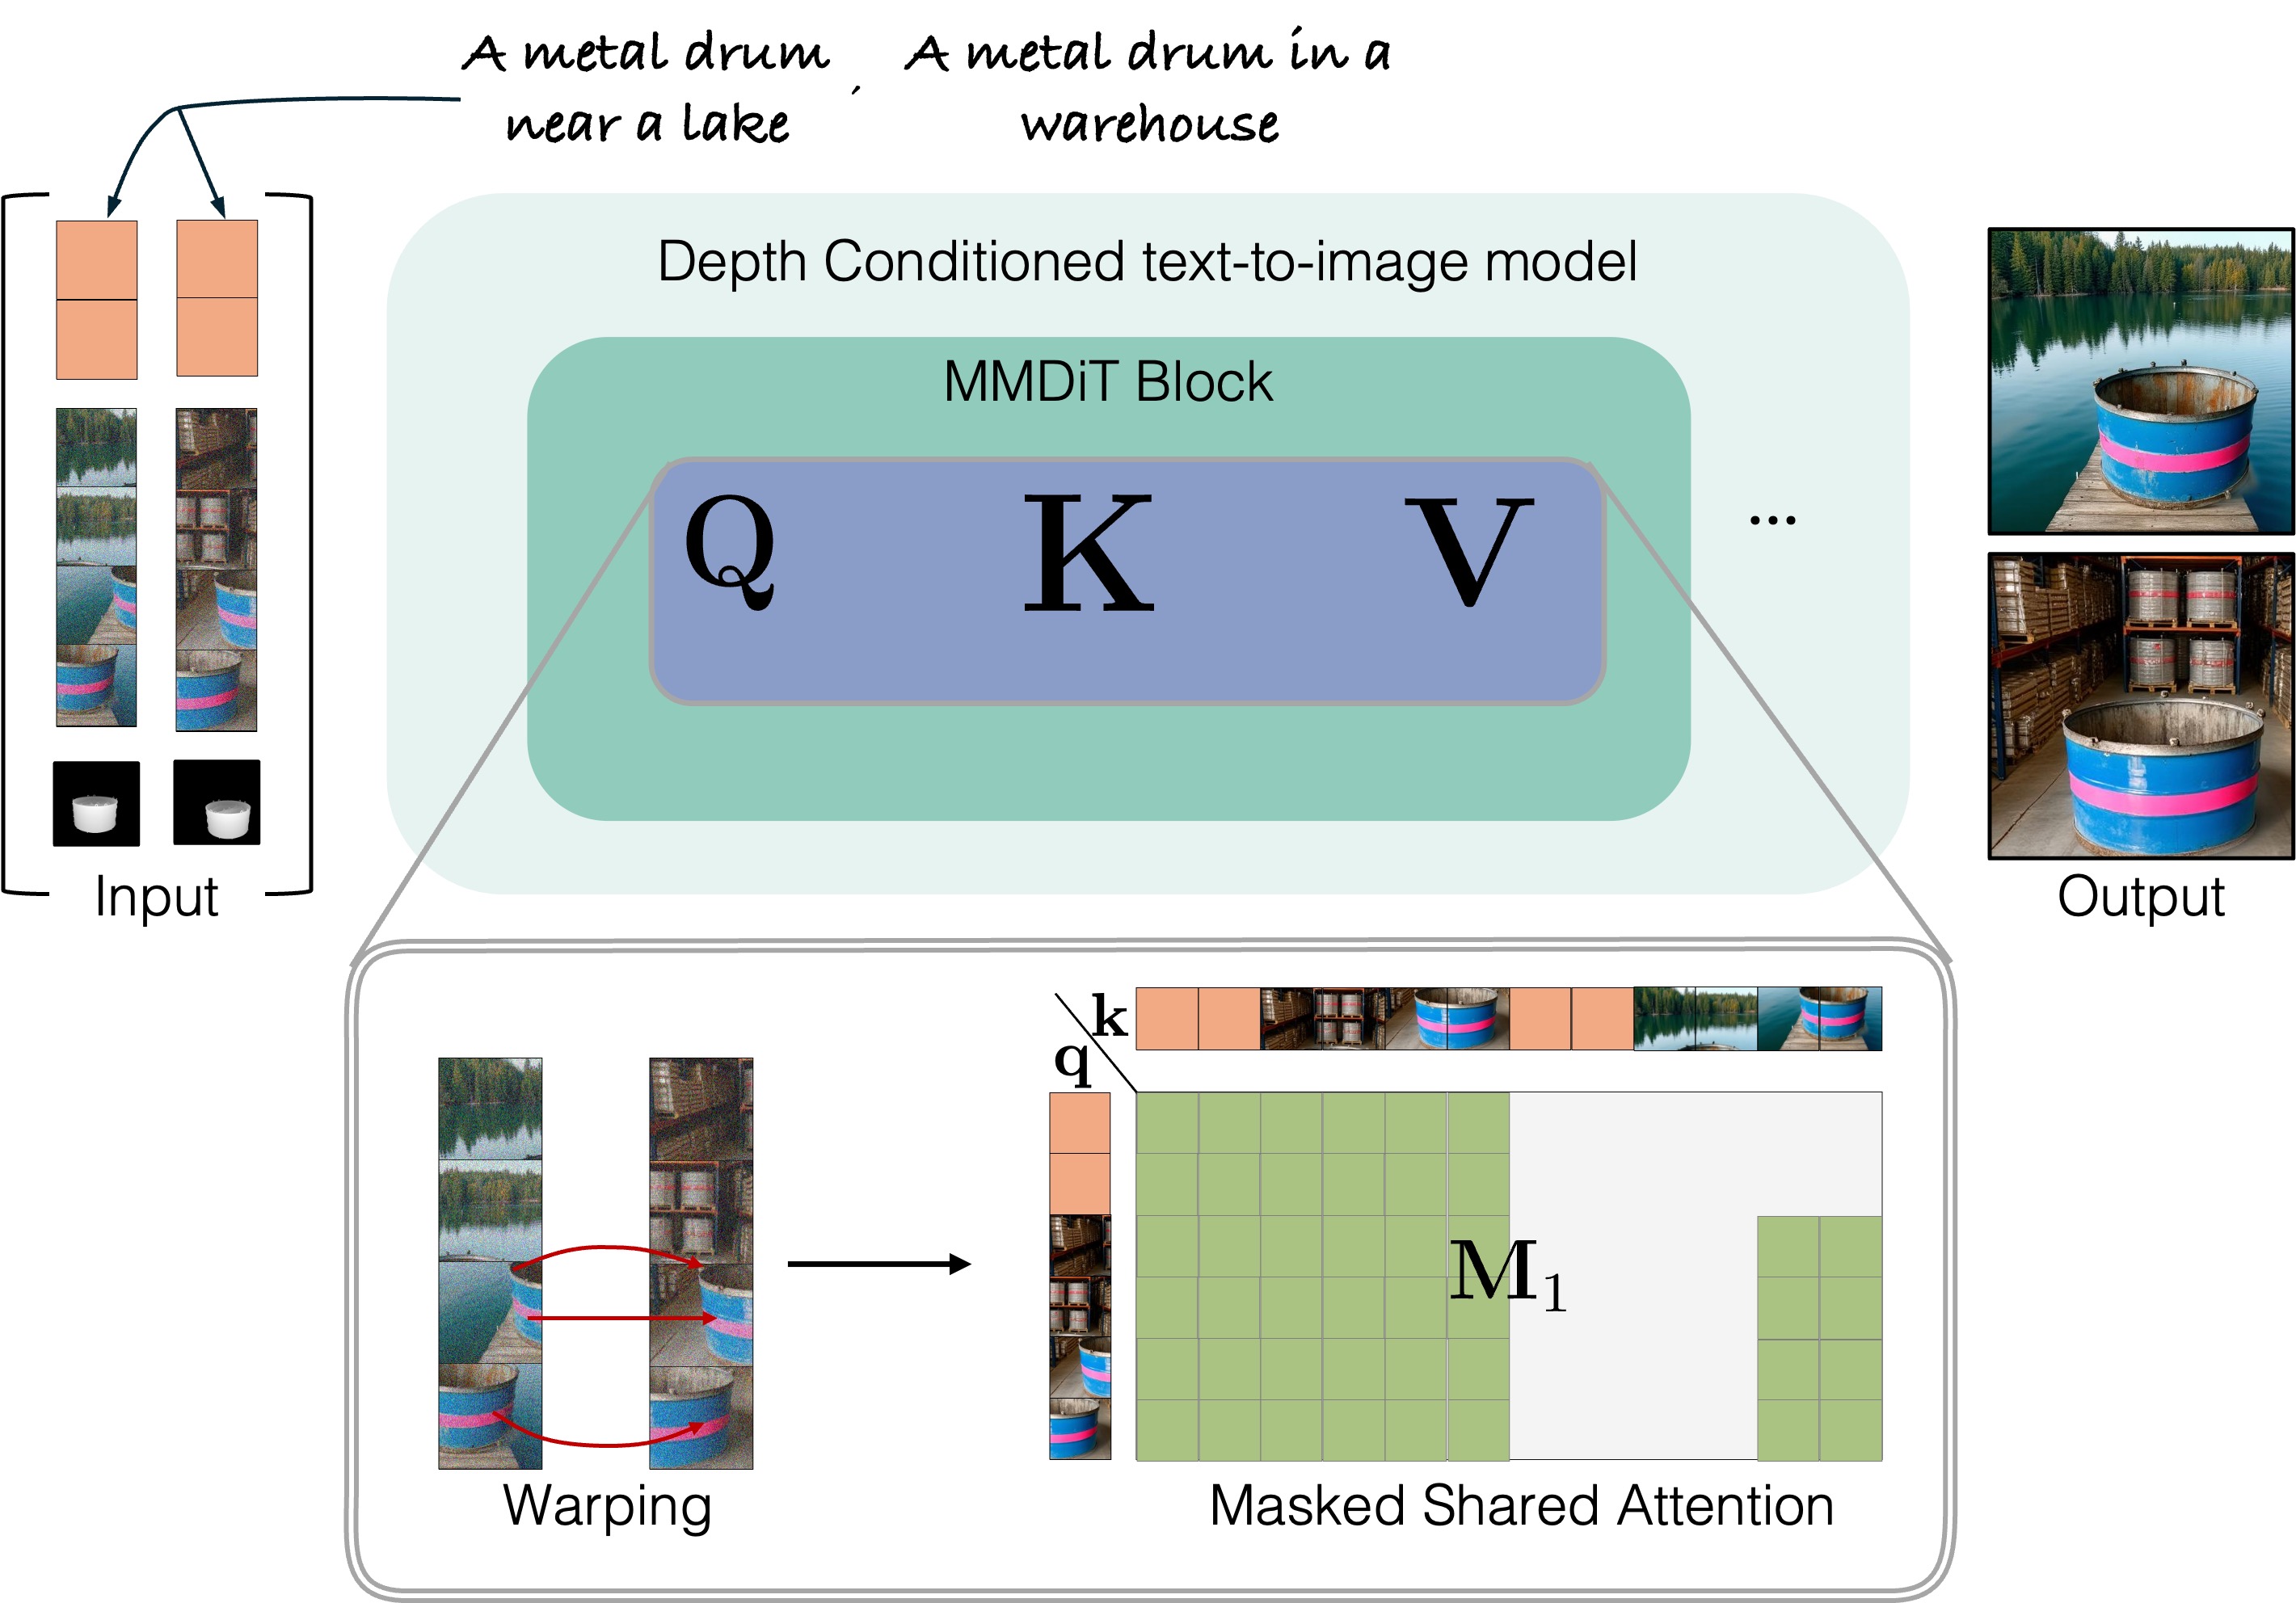 A metal drum near a lake , A metal drum in a warehouse
Depth Conditioned text-to-image model
MMDiT Block
Q K V
...
Input
Output
k
q
M1
Warping
Masked Shared Attention